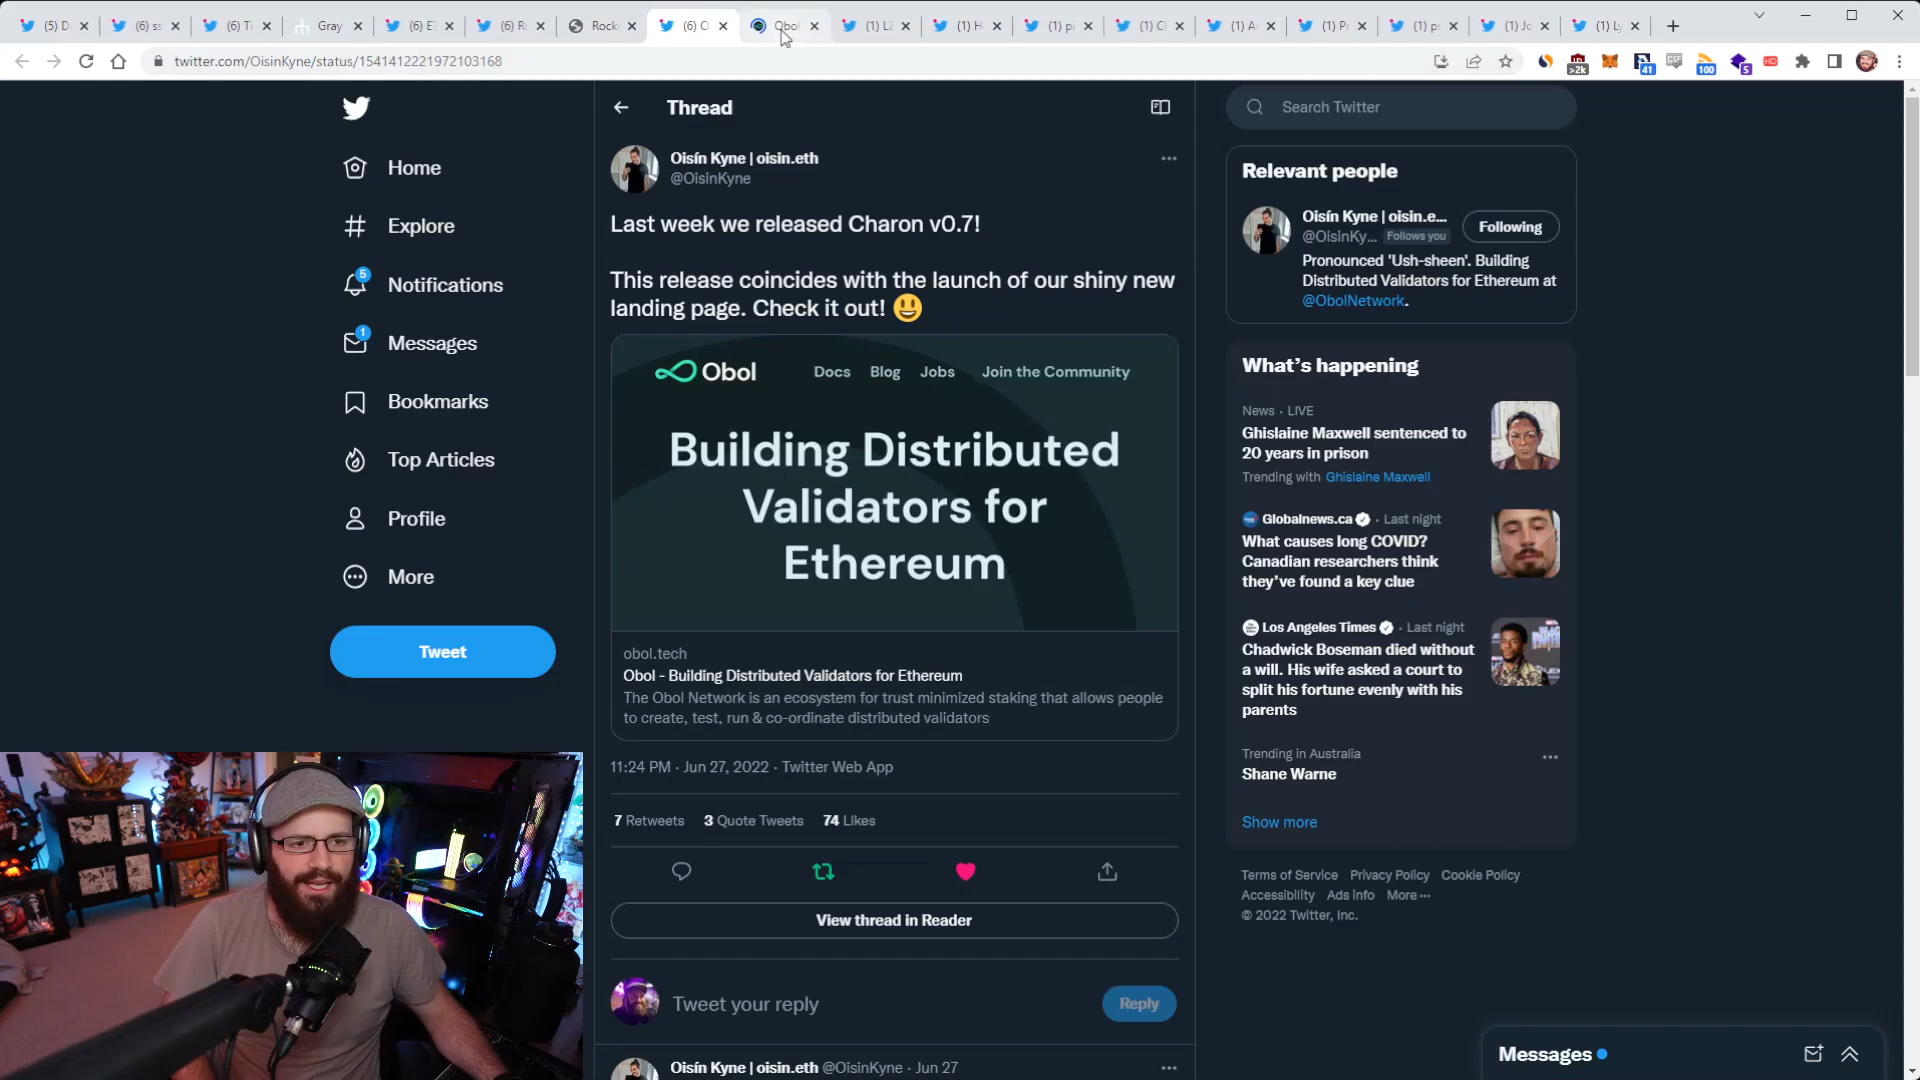 (5) D
(6) ss
(6) Ti
Gray
(6) E1
(6) R
Rock
(6) O
Obol
(1) LZ
(1) H
(1) pi
(1) C
(1) A
(1) P
(1) p
(1) Jo
(1) Ly
twitter.com/OisinKyne/status/1541412221972103168
>2k
41
100
5
HD
Thread
Search Twitter
Home
Explore
5
Notifications
1
Messages
Bookmarks
Top Articles
Profile
More
Tweet
Oisín Kyne | oisin.eth
@OisinKyne
Last week we released Charon v0.7!
This release coincides with the launch of our shiny new
landing page. Check it out! 😃
Obol
Docs Blog Jobs Join the Community
Building Distributed
Validators for
Ethereum
obol.tech
Obol - Building Distributed Validators for Ethereum
The Obol Network is an ecosystem for trust minimized staking that allows people
to create, test, run & co-ordinate distributed validators
11:24 PM · Jun 27, 2022 · Twitter Web App
7 Retweets 3 Quote Tweets 74 Likes
View thread in Reader
Tweet your reply
Reply
Oisín Kyne | oisin.eth @OisinKyne · Jun 27
Relevant people
Oisín Kyne | oisin.e...
@OisinKy... Follows you
Following
Pronounced 'Ush-sheen'. Building
Distributed Validators for Ethereum at
@ObolNetwork.
What's happening
News · LIVE
Ghislaine Maxwell sentenced to
20 years in prison
Trending with Ghislaine Maxwell
Globalnews.ca · Last night
What causes long COVID?
Canadian researchers think
they've found a key clue
Los Angeles Times · Last night
Chadwick Boseman died without
a will. His wife asked a court to
split his fortune evenly with his
parents
Trending in Australia
Shane Warne
Show more
Terms of Service Privacy Policy Cookie Policy
Accessibility Ads info More ···
© 2022 Twitter, Inc.
Messages